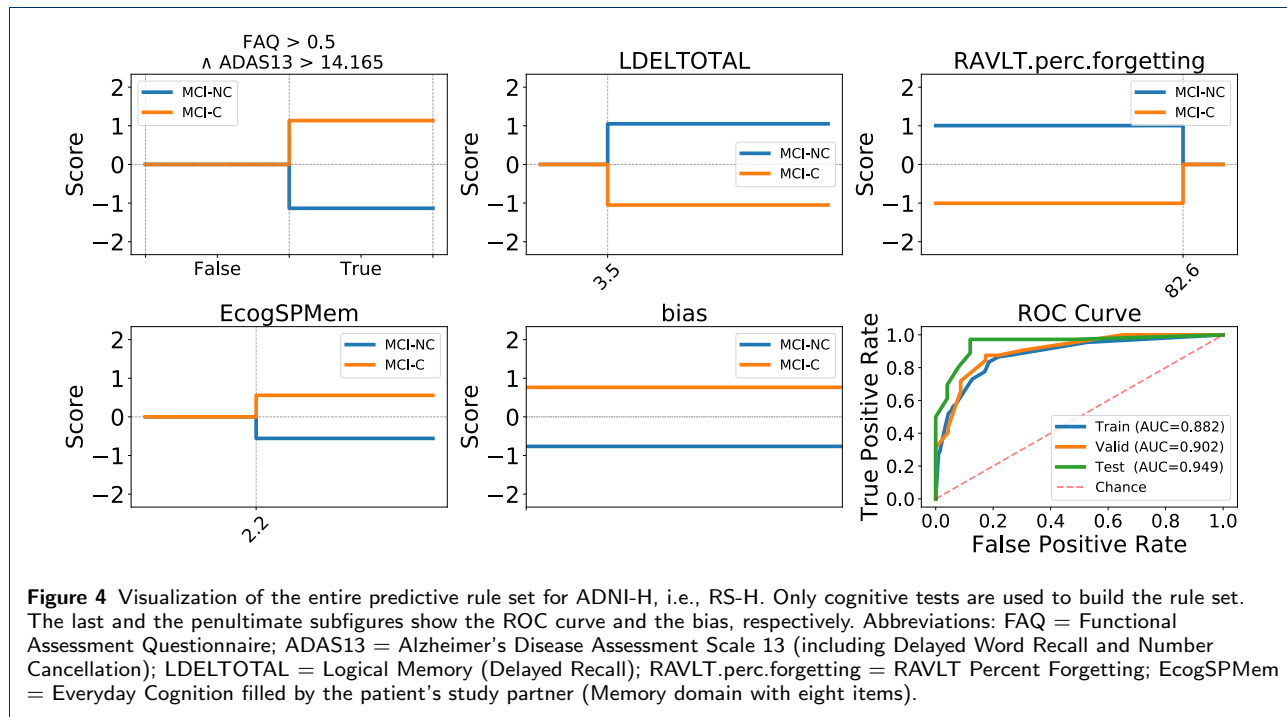 FAQ > 0.5
∧ ADAS13 > 14.165
MCI-NC
MCI-C
Score
2
1
0
−1
−2
False
True
LDELTOTAL
MCI-NC
MCI-C
Score
2
1
0
−1
−2
3.5
RAVLT.perc.forgetting
MCI-NC
MCI-C
Score
2
1
0
−1
−2
82.6
EcogSPMem
MCI-NC
MCI-C
Score
2
1
0
−1
−2
2.2
bias
MCI-NC
MCI-C
Score
2
1
0
−1
−2
ROC Curve
True Positive Rate
1.0
0.8
0.6
0.4
0.2
0.0
Train (AUC=0.882)
Valid (AUC=0.902)
Test (AUC=0.949)
Chance
0.0 0.2 0.4 0.6 0.8 1.0
False Positive Rate
Figure 4 Visualization of the entire predictive rule set for ADNI-H, i.e., RS-H. Only cognitive tests are used to build the rule set.
The last and the penultimate subfigures show the ROC curve and the bias, respectively. Abbreviations: FAQ = Functional
Assessment Questionnaire; ADAS13 = Alzheimer's Disease Assessment Scale 13 (including Delayed Word Recall and Number
Cancellation); LDELTOTAL = Logical Memory (Delayed Recall); RAVLT.perc.forgetting = RAVLT Percent Forgetting; EcogSPMem
= Everyday Cognition filled by the patient's study partner (Memory domain with eight items).